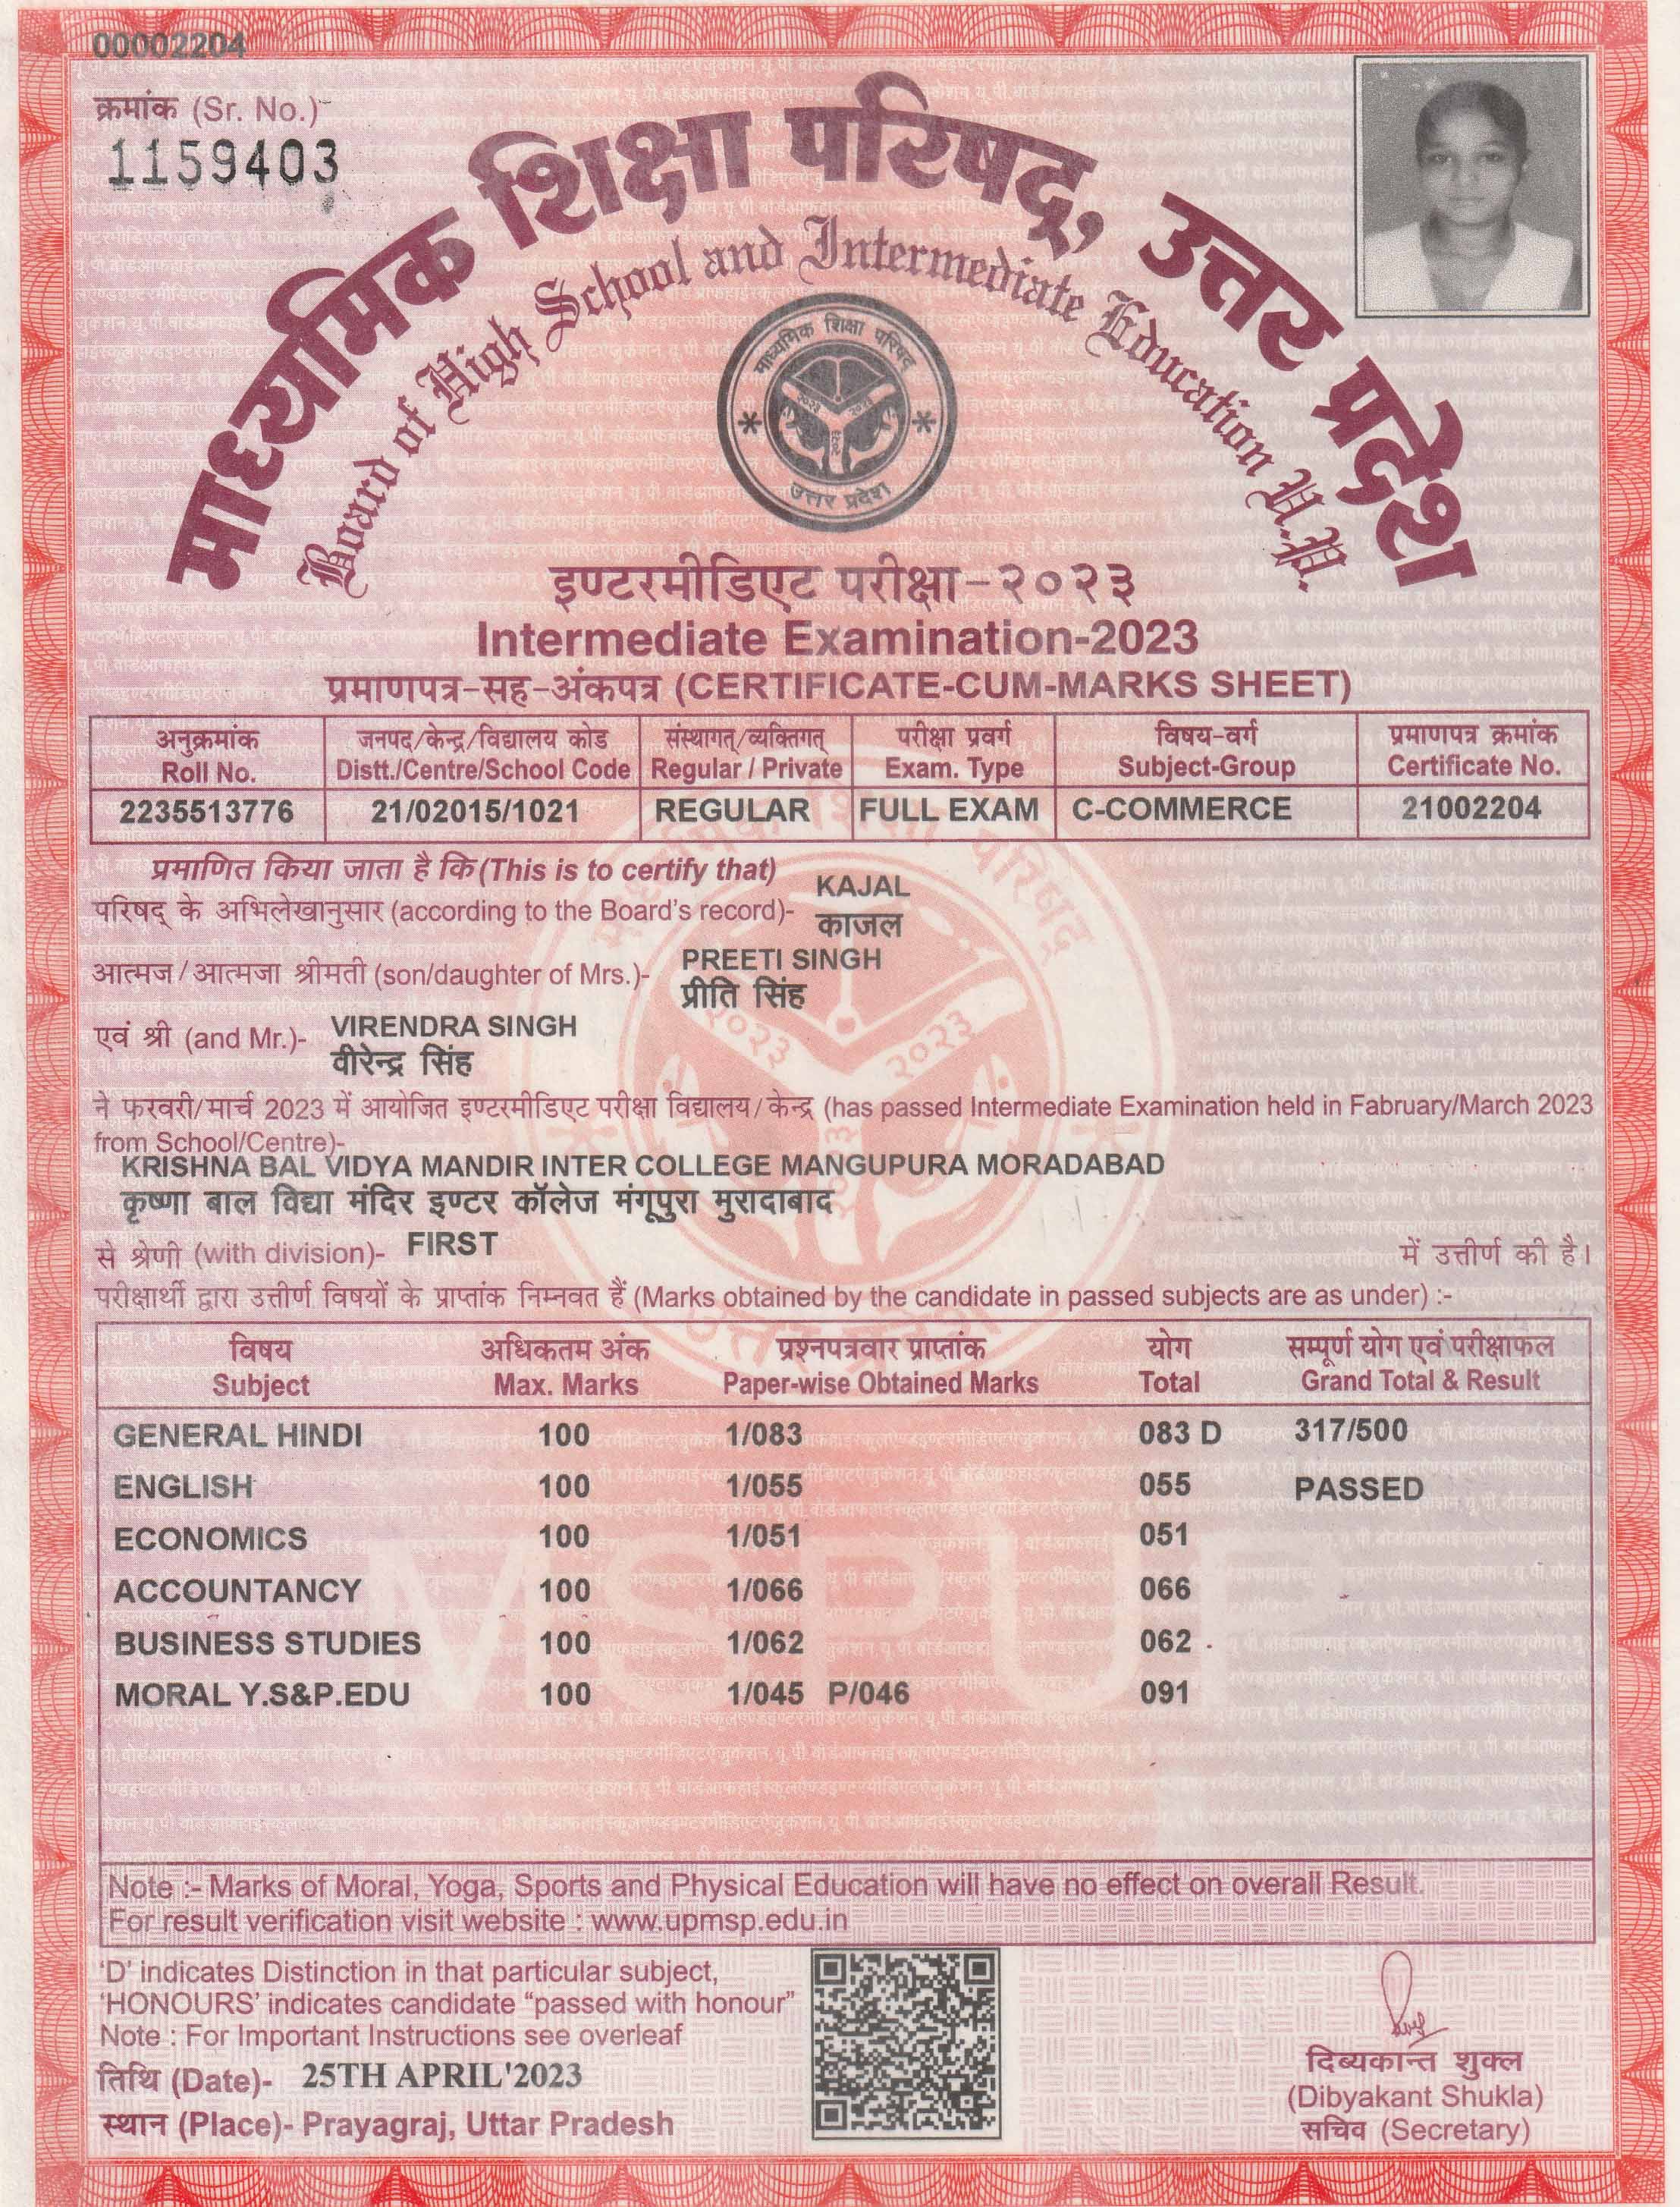 00002204
क्रमांक (Sr. No.)
1159403
माध्यमिक शिक्षा परिषद्, उत्तर प्रदेश
Board of High School and Intermediate Education U.P.
माध्यमिक शिक्षा परिषद
२०२३ २०२३
२०२३
उत्तर प्रदेश
इण्टरमीडिएट परीक्षा-२०२३
Intermediate Examination-2023
प्रमाणपत्र-सह-अंकपत्र (CERTIFICATE-CUM-MARKS SHEET)
अनुक्रमांक जनपद/केन्द्र/विद्यालय कोड संस्थागत/व्यक्तिगत् परीक्षा प्रवर्ग विषय-वर्ग प्रमाणपत्र क्रमांक
Roll No. Distt./Centre/School Code Regular / Private Exam. Type Subject-Group Certificate No.
2235513776 21/02015/1021 REGULAR FULL EXAM C-COMMERCE 21002204
प्रमाणित किया जाता है कि (This is to certify that)
KAJAL
परिषद् के अभिलेखानुसार (according to the Board's record)-
काजल
PREETI SINGH
आत्मज/आत्मजा श्रीमती (son/daughter of Mrs.)-
प्रीति सिंह
VIRENDRA SINGH
एवं श्री (and Mr.)-
वीरेन्द्र सिंह
ने फरवरी/मार्च 2023 में आयोजित इण्टरमीडिएट परीक्षा विद्यालय/केन्द्र (has passed Intermediate Examination held in Fabruary/March 2023
from School/Centre)-
KRISHNA BAL VIDYA MANDIR INTER COLLEGE MANGUPURA MORADABAD
कृष्णा बाल विद्या मंदिर इण्टर कॉलेज मंगूपुरा मुरादाबाद
से श्रेणी (with division)- FIRST में उत्तीर्ण की है।
परीक्षार्थी द्वारा उत्तीर्ण विषयों के प्राप्तांक निम्नवत हैं (Marks obtained by the candidate in passed subjects are as under) :-
विषय अधिकतम अंक प्रश्नपत्रवार प्राप्तांक योग सम्पूर्ण योग एवं परीक्षाफल
Subject Max. Marks Paper-wise Obtained Marks Total Grand Total & Result
GENERAL HINDI 100 1/083 083 D 317/500
ENGLISH 100 1/055 055 PASSED
ECONOMICS 100 1/051 051
ACCOUNTANCY 100 1/066 066
BUSINESS STUDIES 100 1/062 062
MORAL Y.S&P.EDU 100 1/045 P/046 091
MSPUP
Note :- Marks of Moral, Yoga, Sports and Physical Education will have no effect on overall Result.
For result verification visit website : www.upmsp.edu.in
'D' indicates Distinction in that particular subject,
'HONOURS' indicates candidate "passed with honour"
Note : For Important Instructions see overleaf
तिथि (Date)- 25TH APRIL'2023
स्थान (Place)- Prayagraj, Uttar Pradesh
दिब्यकान्त शुक्ल
(Dibyakant Shukla)
सचिव (Secretary)